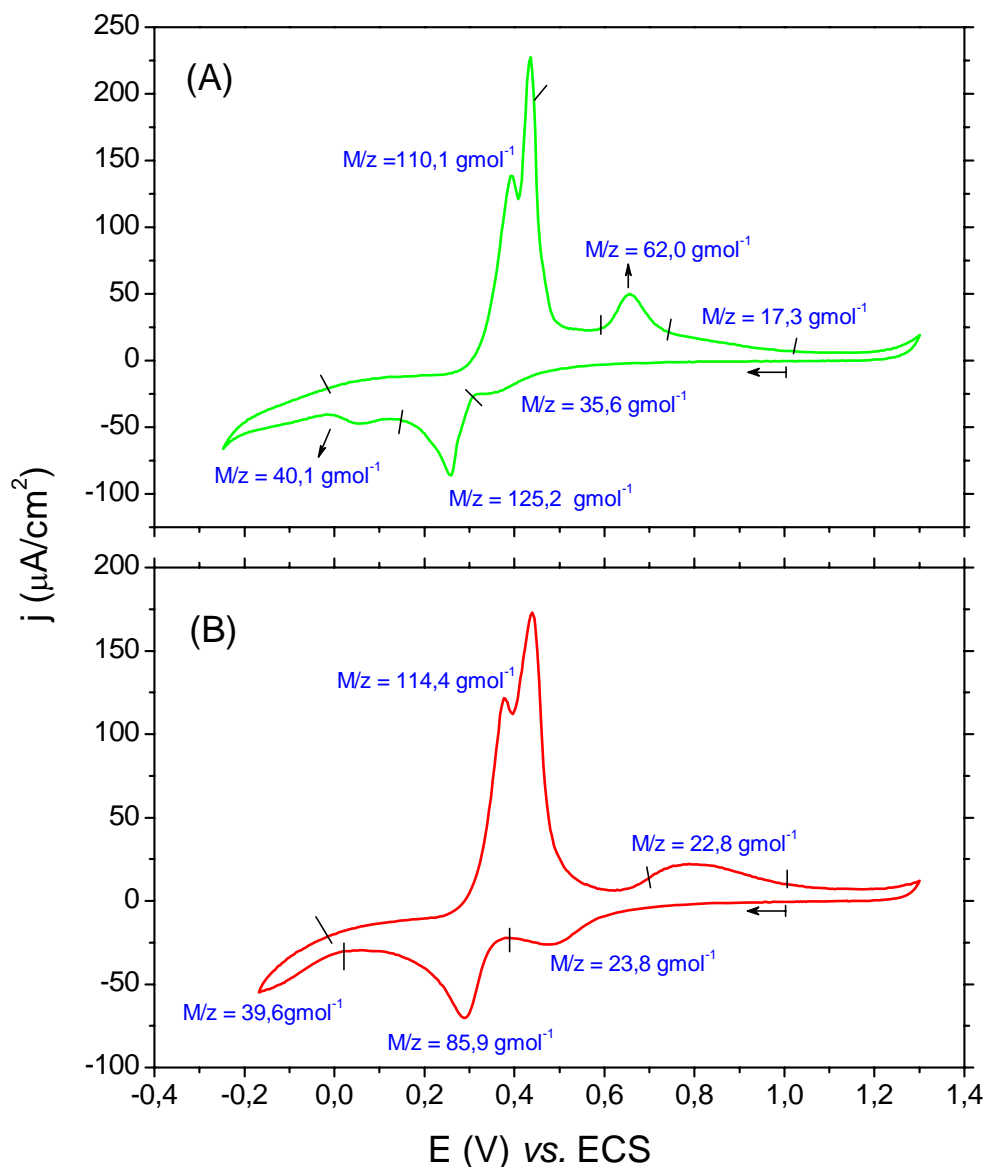 250
200
150
100
50
0
-50
-100
(A)
M/z =110,1 gmol⁻¹
M/z = 62,0 gmol⁻¹
M/z = 17,3 gmol⁻¹
M/z = 35,6 gmol⁻¹
M/z = 40,1 gmol⁻¹
M/z = 125,2 gmol⁻¹
j (μA/cm²)
200
150
100
50
0
-50
-100
(B)
M/z = 114,4 gmol⁻¹
M/z = 22,8 gmol⁻¹
M/z = 23,8 gmol⁻¹
M/z = 39,6gmol⁻¹
M/z = 85,9 gmol⁻¹
-0,4 -0,2 0,0 0,2 0,4 0,6 0,8 1,0 1,2 1,4
E (V) vs. ECS